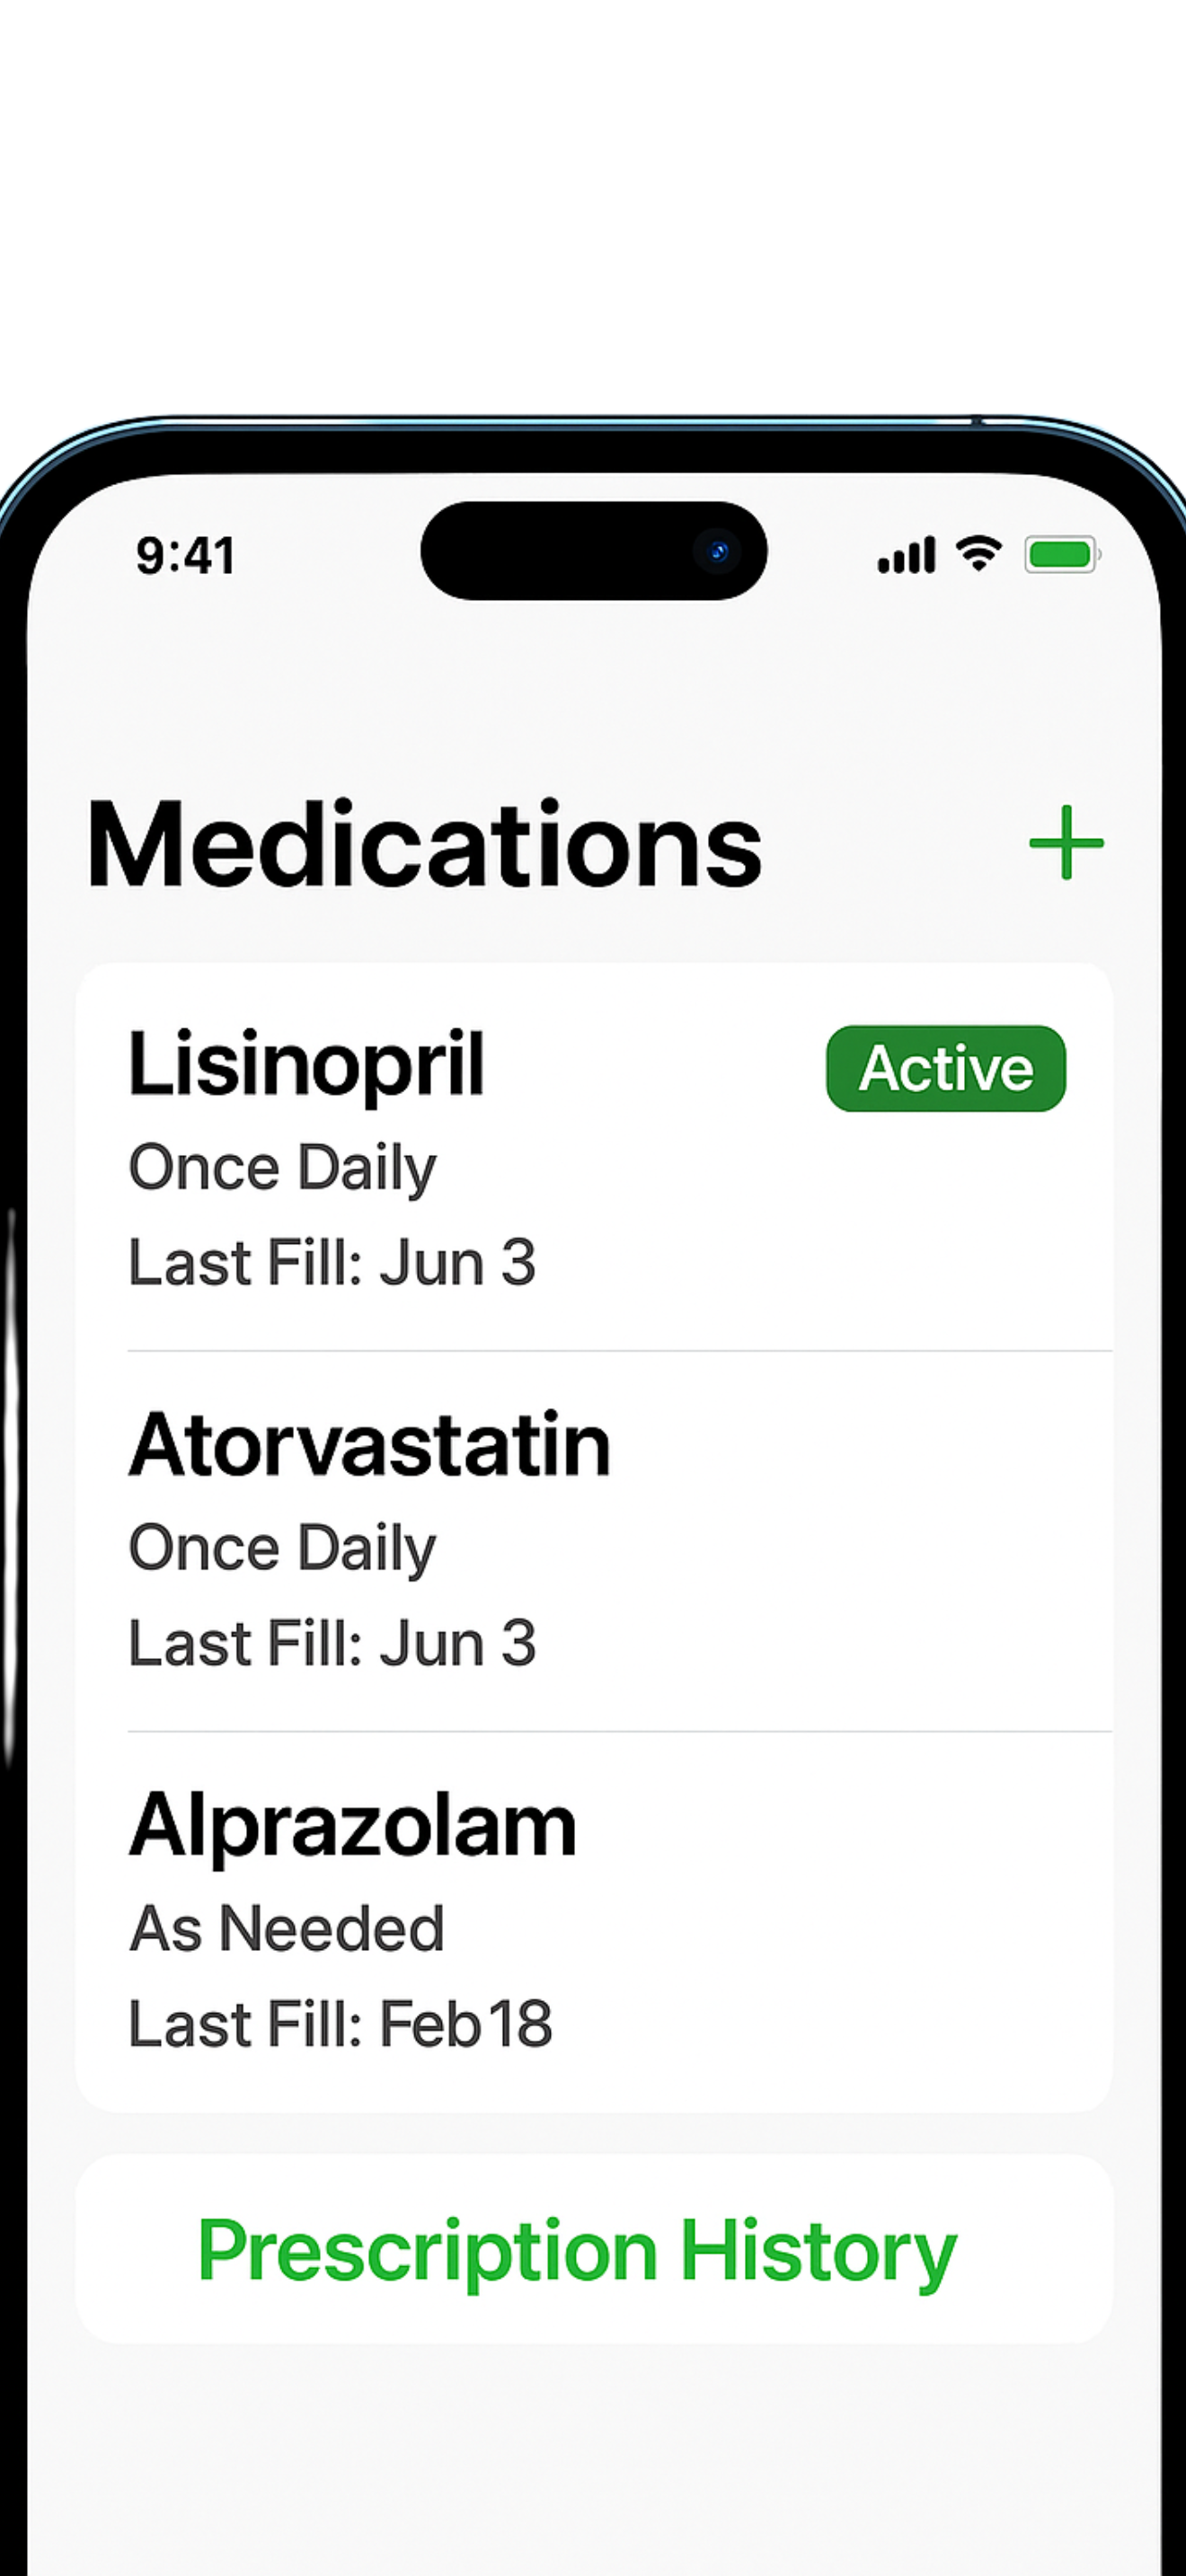 9:41
Medications
Lisinopril Active
Once Daily
Last Fill: Jun 3
Atorvastatin
Once Daily
Last Fill: Jun 3
Alprazolam
As Needed
Last Fill: Feb 18
Prescription History